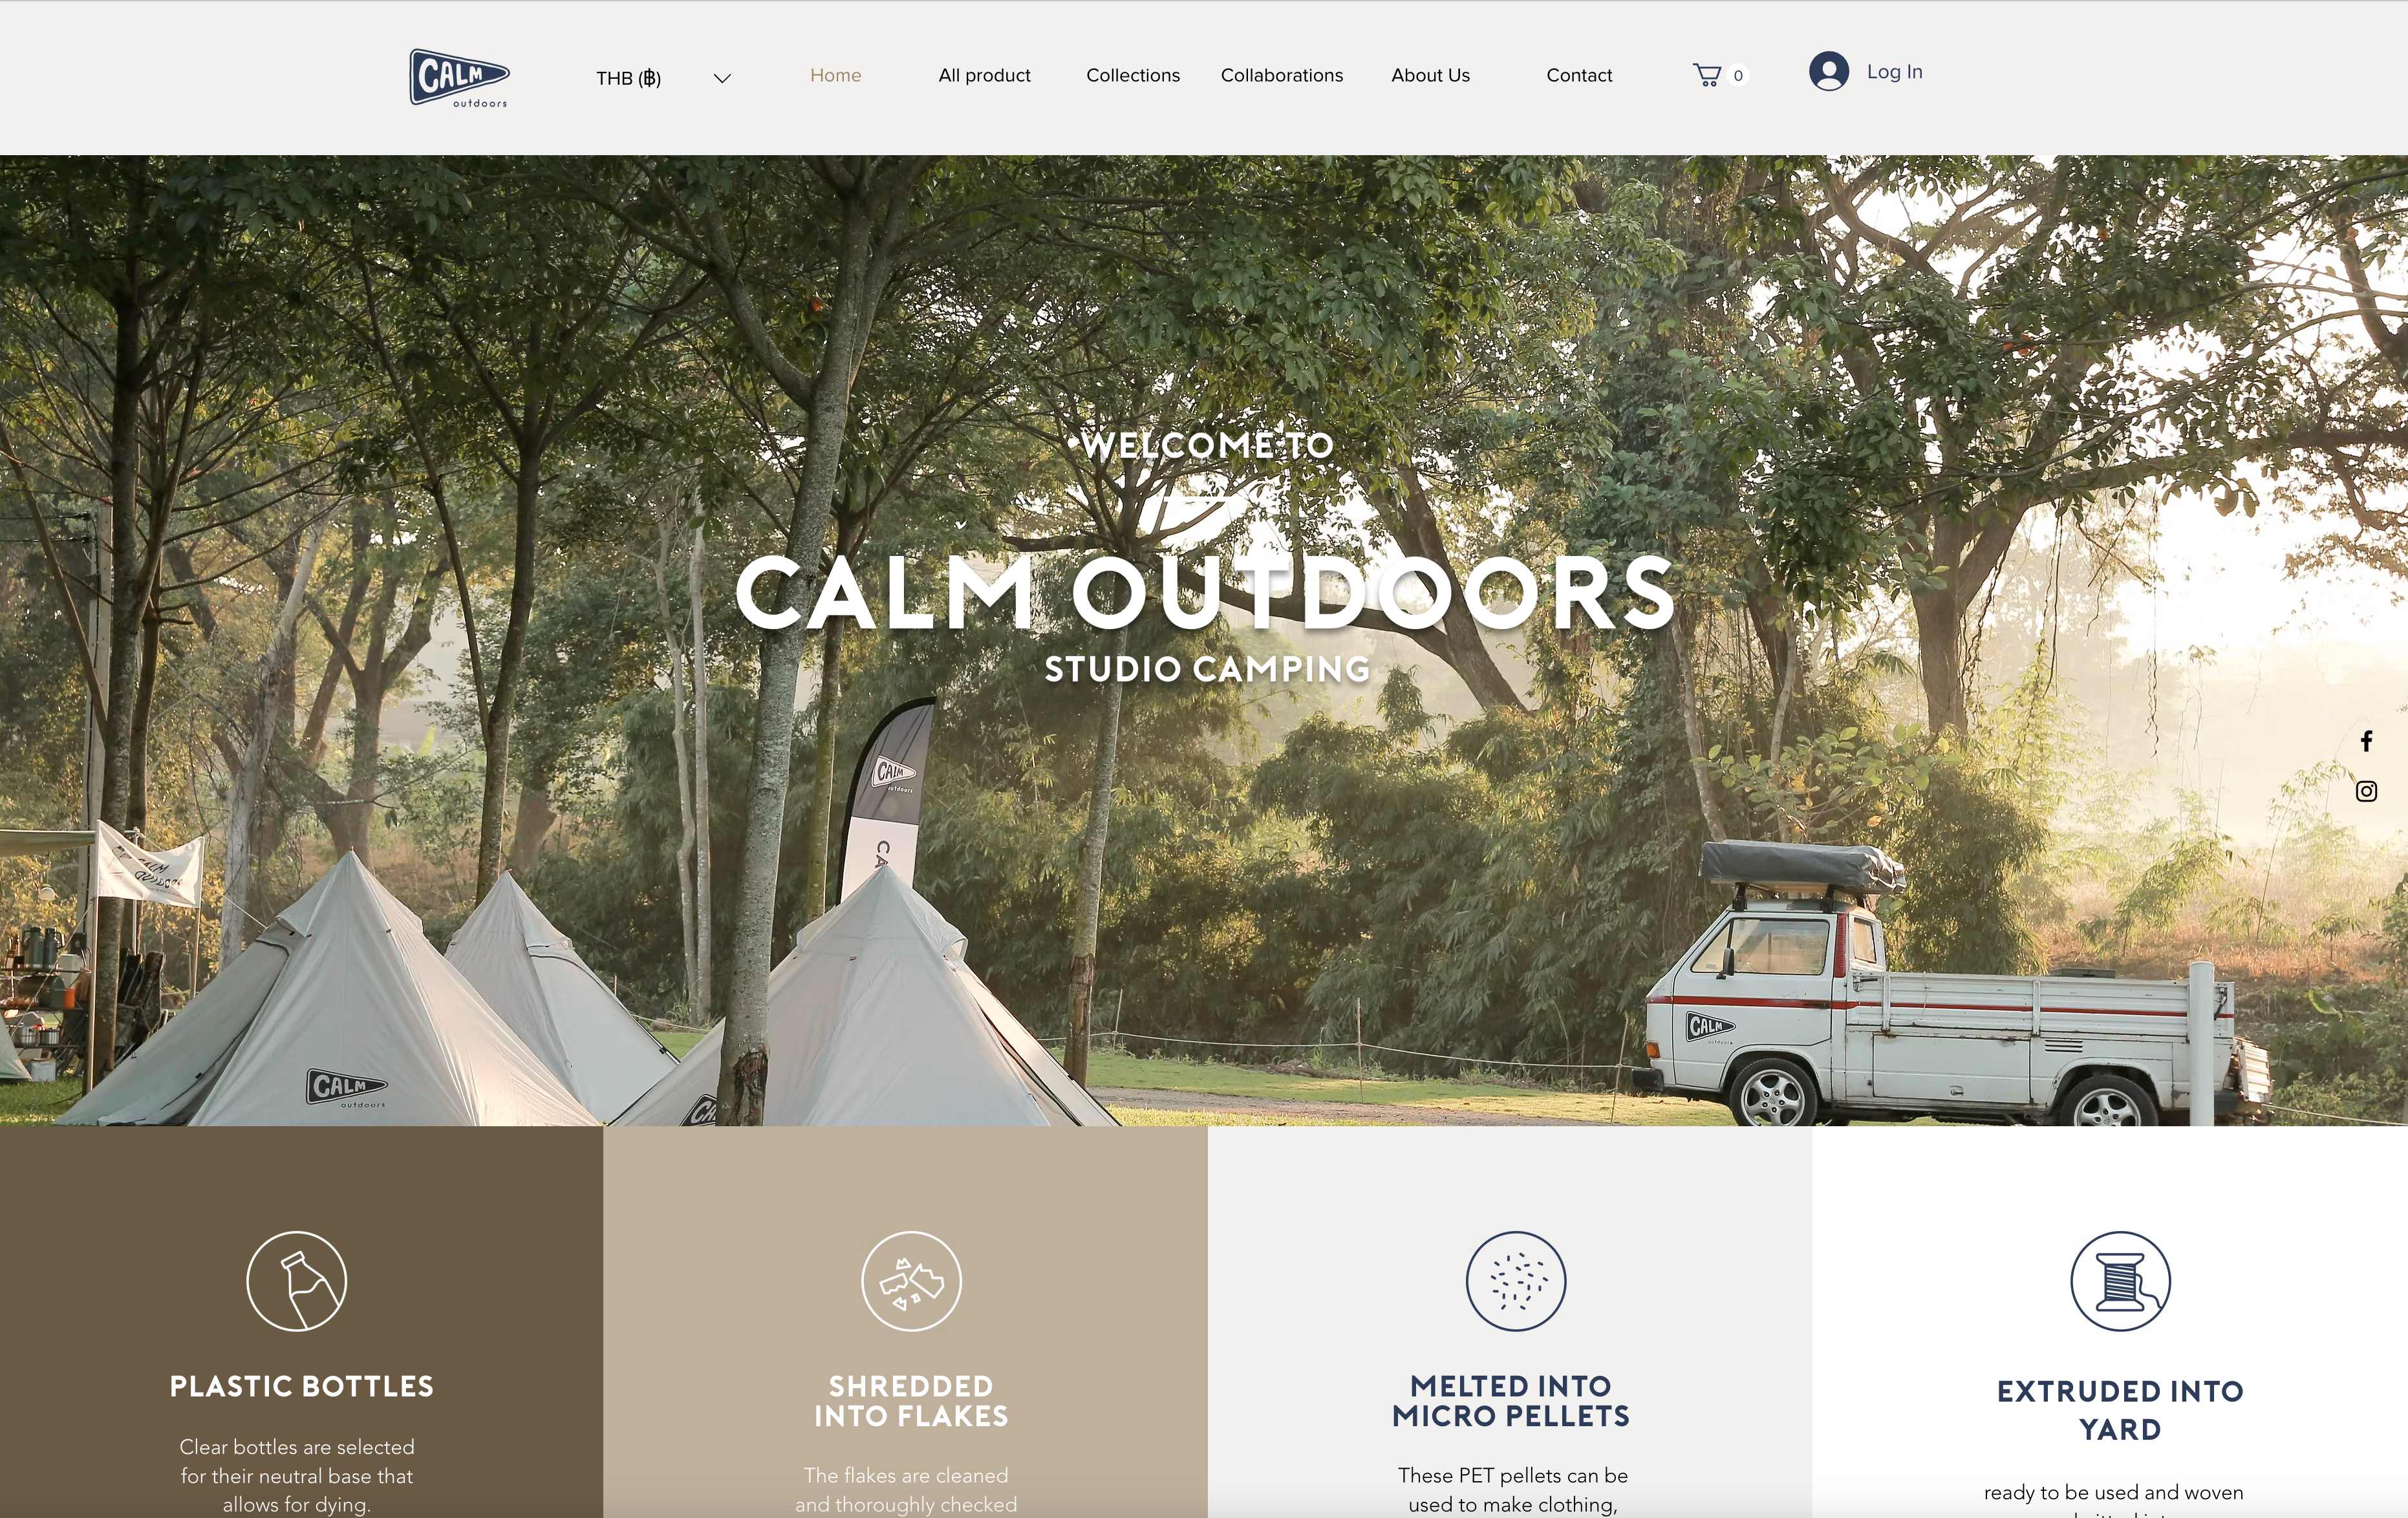 CALM
outdoors
THB (฿)
Home
All product
Collections
Collaborations
About Us
Contact
0
Log In
WELCOME TO
CALM OUTDOORS
STUDIO CAMPING
CALM
outdoors
CA
CALM
outdoors
CALM
outdoors
CA
PLASTIC BOTTLES
Clear bottles are selected
for their neutral base that
allows for dying.
SHREDDED
INTO FLAKES
The flakes are cleaned
and thoroughly checked
MELTED INTO
MICRO PELLETS
These PET pellets can be
used to make clothing,
EXTRUDED INTO
YARD
ready to be used and woven